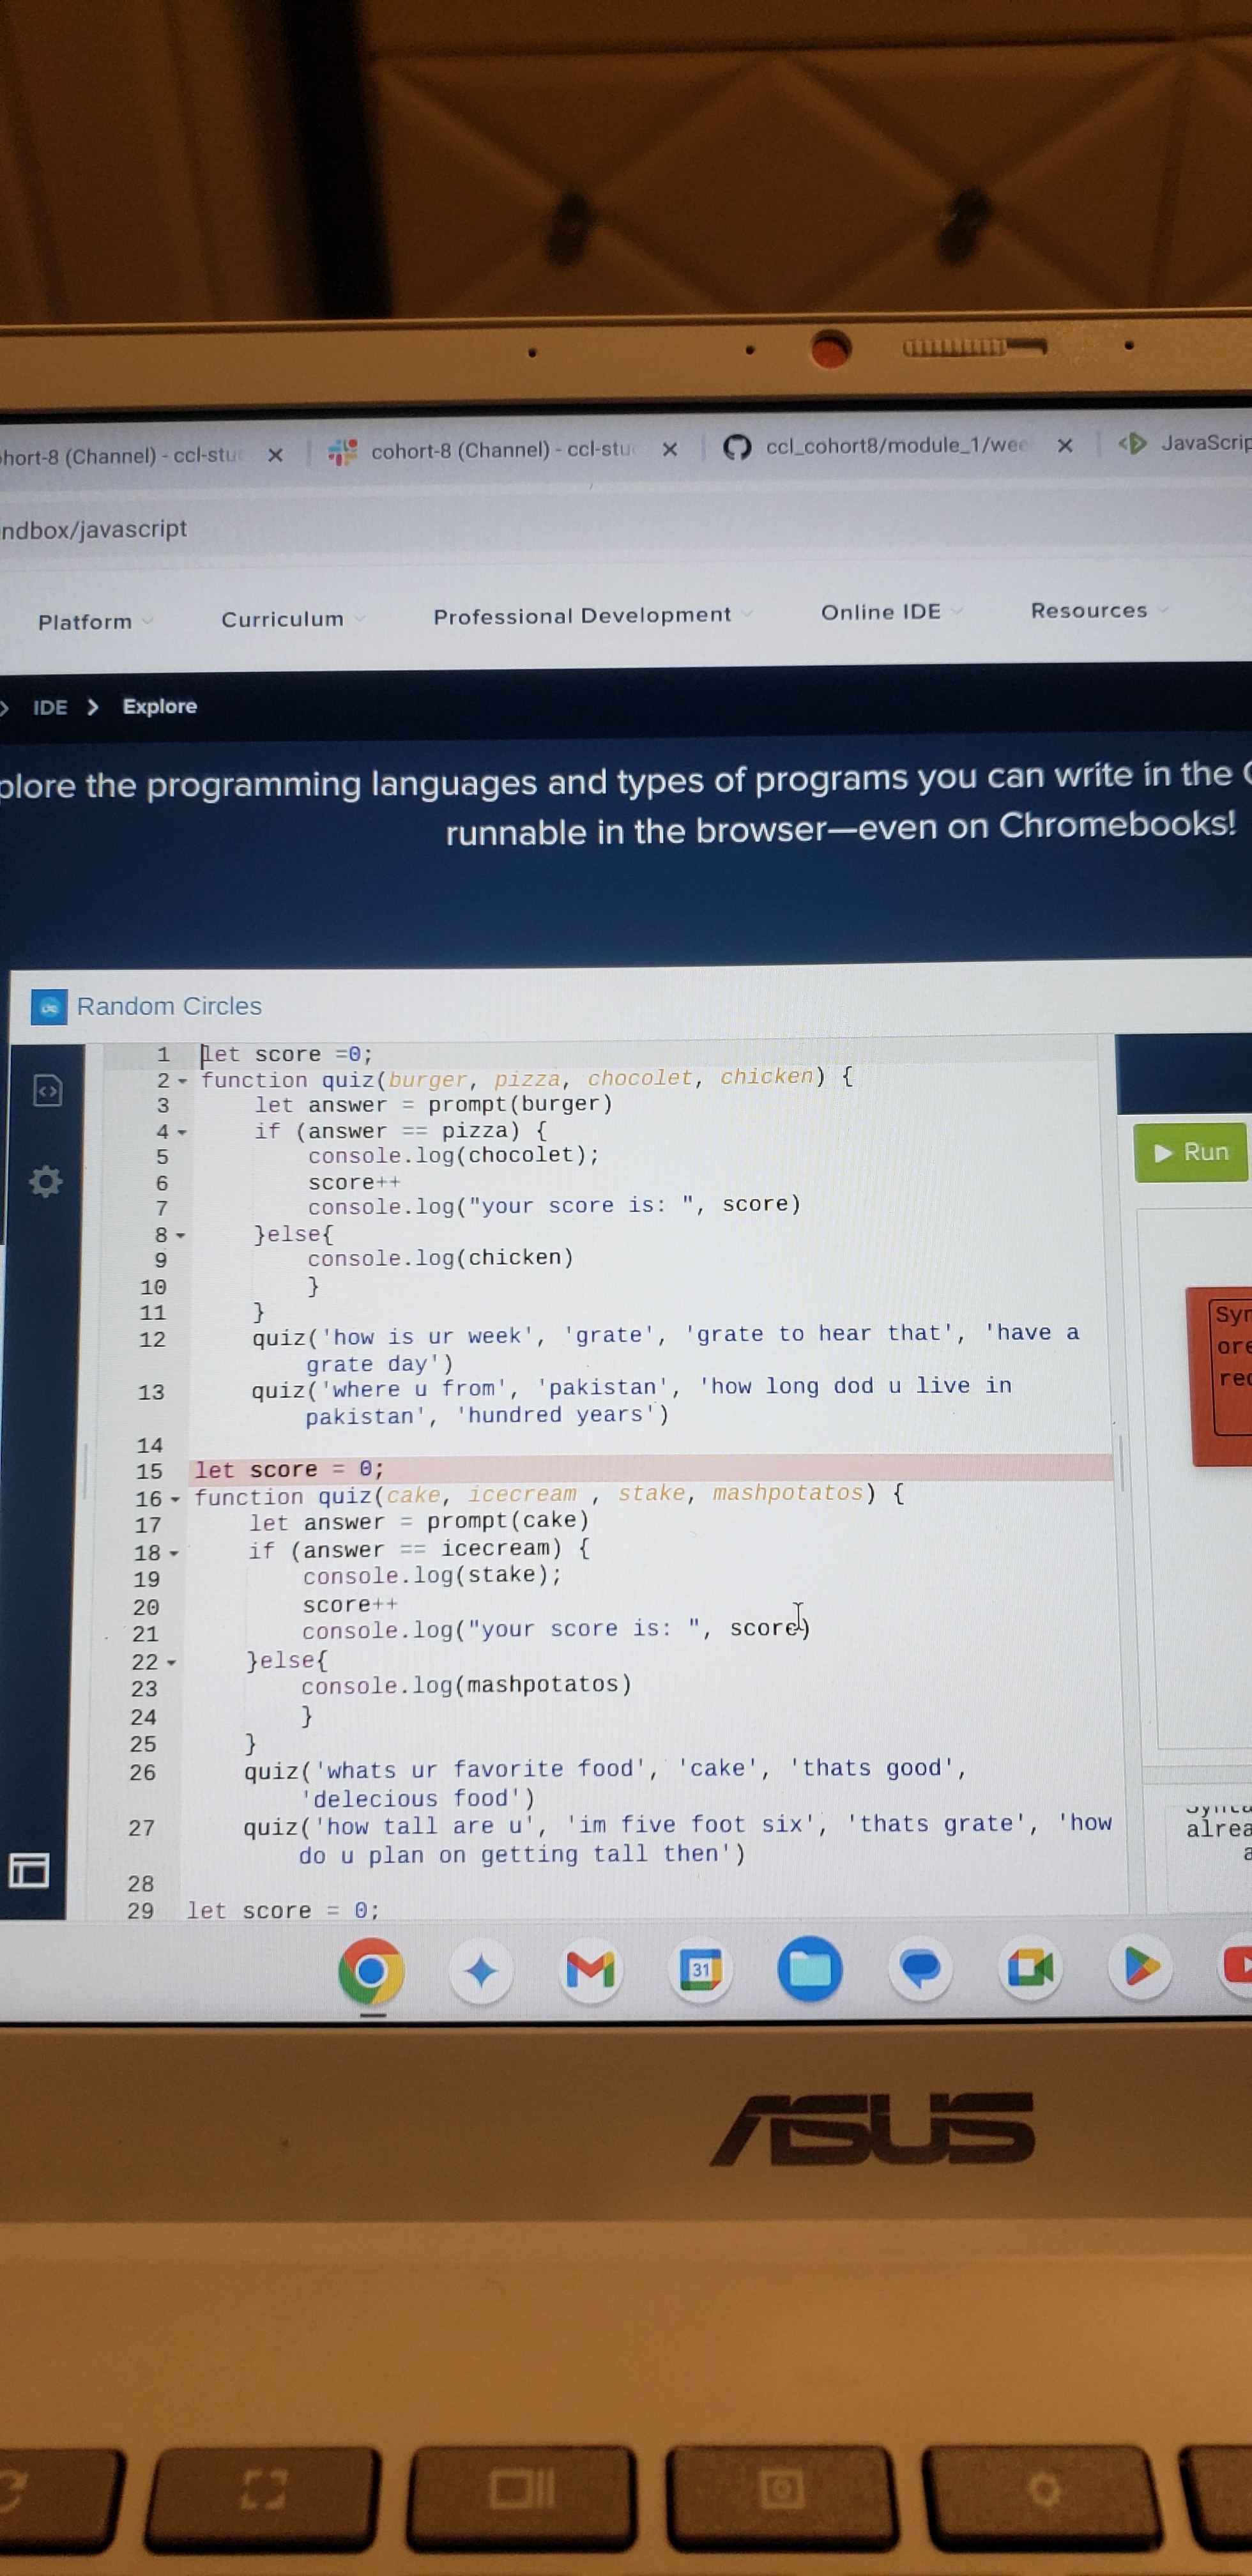 cohort-8 (Channel) - ccl-stu
ccl_cohort8/module_1/wee
JavaScrip
ndbox/javascript
Platform
Curriculum
Professional Development
Online IDE
Resources
IDE
Explore
plore the programming languages and types of programs you can write in the
runnable in the browser—even on Chromebooks!
Random Circles
1 let score =0;
2 function quiz(burger, pizza, chocolet, chicken) {
3 let answer = prompt(burger)
4 if (answer == pizza) {
5 console.log(chocolet);
6 score++
7 console.log("your score is: ", score)
8 }else{
9 console.log(chicken)
10 }
11 }
12 quiz('how is ur week', 'grate', 'grate to hear that', 'have a
grate day')
13 quiz('where u from', 'pakistan', 'how long dod u live in
pakistan', 'hundred years')
14
15 let score = 0;
16 function quiz(cake, icecream , stake, mashpotatos) {
17 let answer = prompt(cake)
18 if (answer == icecream) {
19 console.log(stake);
20 score++
21 console.log("your score is: ", score)
22 }else{
23 console.log(mashpotatos)
24 }
25 }
26 quiz('whats ur favorite food', 'cake', 'thats good',
'delecious food')
27 quiz('how tall are u', 'im five foot six', 'thats grate', 'how
do u plan on getting tall then')
28
29 let score = 0;
Run
Syn
ore
rec
alrea
a
31
ASUS